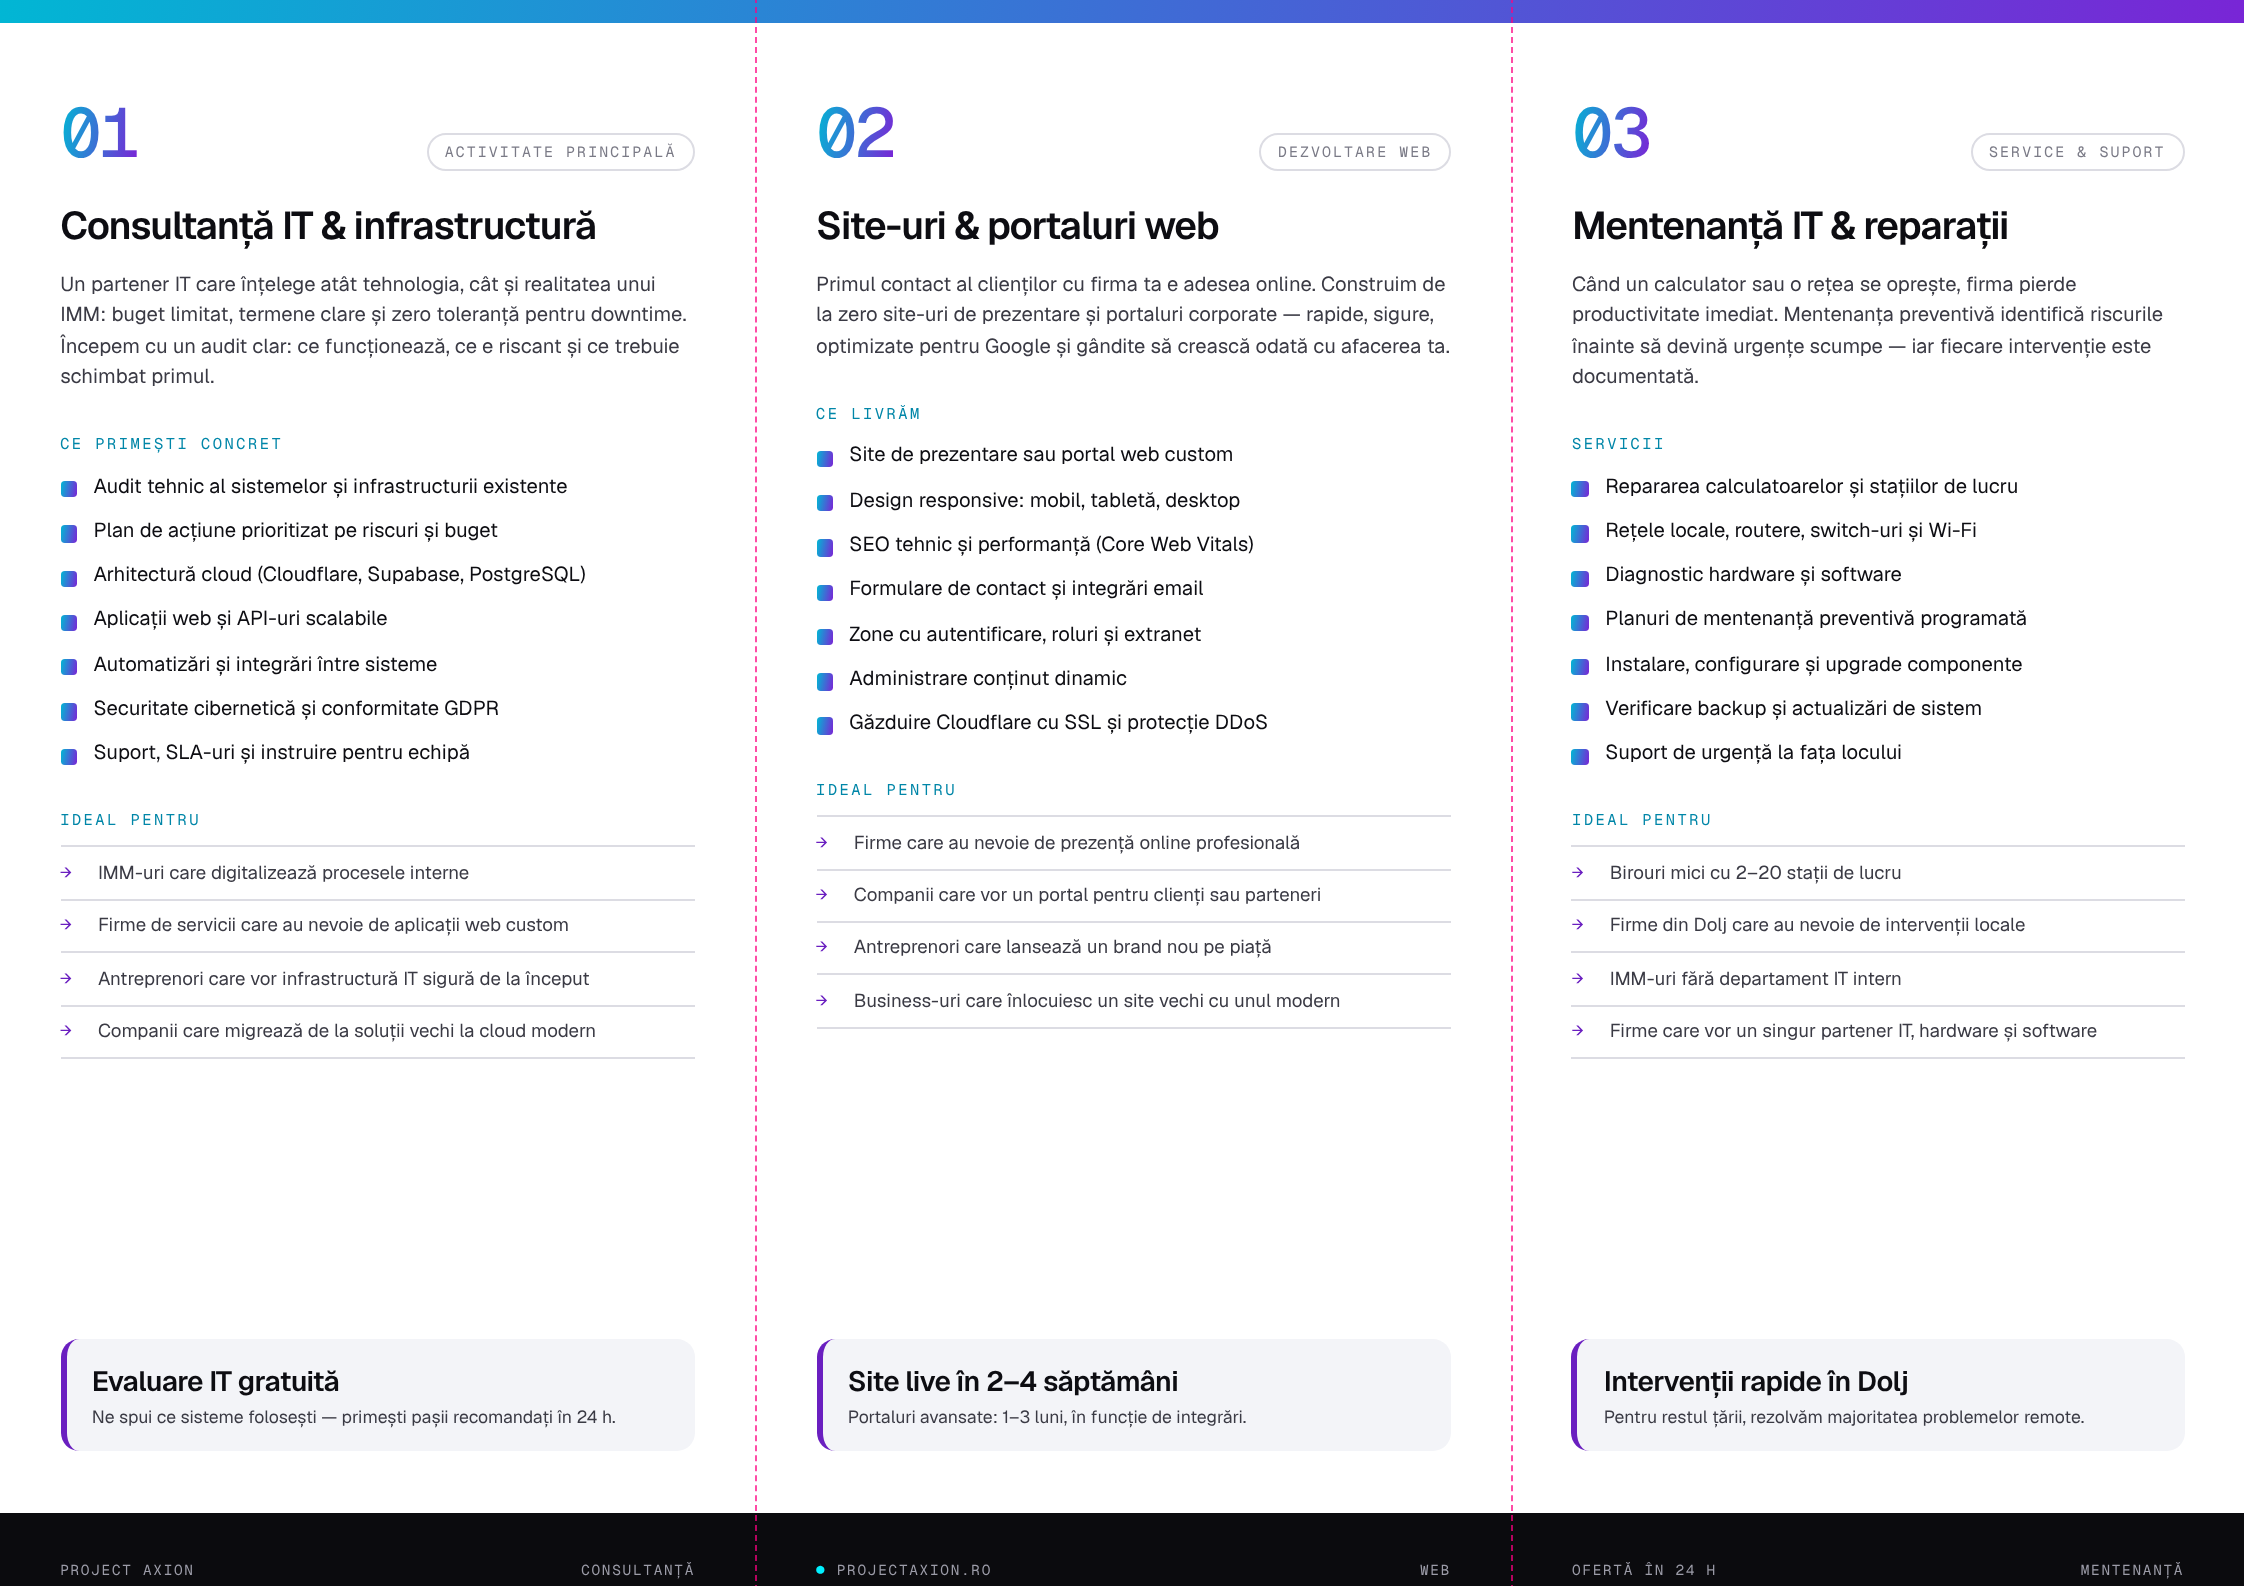 01
ACTIVITATE PRINCIPALĂ
Consultanță IT & infrastructură
Un partener IT care înțelege atât tehnologia, cât și realitatea unui
IMM: buget limitat, termene clare și zero toleranță pentru downtime.
Începem cu un audit clar: ce funcționează, ce e riscant și ce trebuie
schimbat primul.
CE PRIMEȘTI CONCRET
Audit tehnic al sistemelor și infrastructurii existente
Plan de acțiune prioritizat pe riscuri și buget
Arhitectură cloud (Cloudflare, Supabase, PostgreSQL)
Aplicații web și API-uri scalabile
Automatizări și integrări între sisteme
Securitate cibernetică și conformitate GDPR
Suport, SLA-uri și instruire pentru echipă
IDEAL PENTRU
→ IMM-uri care digitalizează procesele interne
→ Firme de servicii care au nevoie de aplicații web custom
→ Antreprenori care vor infrastructură IT sigură de la început
→ Companii care migrează de la soluții vechi la cloud modern
Evaluare IT gratuită
Ne spui ce sisteme folosești — primești pașii recomandați în 24 h.
PROJECT AXION
CONSULTANȚĂ
02
DEZVOLTARE WEB
Site-uri & portaluri web
Primul contact al clienților cu firma ta e adesea online. Construim de
la zero site-uri de prezentare și portaluri corporate — rapide, sigure,
optimizate pentru Google și gândite să crească odată cu afacerea ta.
CE LIVRĂM
Site de prezentare sau portal web custom
Design responsive: mobil, tabletă, desktop
SEO tehnic și performanță (Core Web Vitals)
Formulare de contact și integrări email
Zone cu autentificare, roluri și extranet
Administrare conținut dinamic
Găzduire Cloudflare cu SSL și protecție DDoS
IDEAL PENTRU
→ Firme care au nevoie de prezență online profesională
→ Companii care vor un portal pentru clienți sau parteneri
→ Antreprenori care lansează un brand nou pe piață
→ Business-uri care înlocuiesc un site vechi cu unul modern
Site live în 2–4 săptămâni
Portaluri avansate: 1–3 luni, în funcție de integrări.
PROJECTAXION.RO
WEB
03
SERVICE & SUPORT
Mentenanță IT & reparații
Când un calculator sau o rețea se oprește, firma pierde
productivitate imediat. Mentenanța preventivă identifică riscurile
înainte să devină urgențe scumpe — iar fiecare intervenție este
documentată.
SERVICII
Repararea calculatoarelor și stațiilor de lucru
Rețele locale, routere, switch-uri și Wi-Fi
Diagnostic hardware și software
Planuri de mentenanță preventivă programată
Instalare, configurare și upgrade componente
Verificare backup și actualizări de sistem
Suport de urgență la fața locului
IDEAL PENTRU
→ Birouri mici cu 2–20 stații de lucru
→ Firme din Dolj care au nevoie de intervenții locale
→ IMM-uri fără departament IT intern
→ Firme care vor un singur partener IT, hardware și software
Intervenții rapide în Dolj
Pentru restul țării, rezolvăm majoritatea problemelor remote.
OFERTĂ ÎN 24 H
MENTENANȚĂ